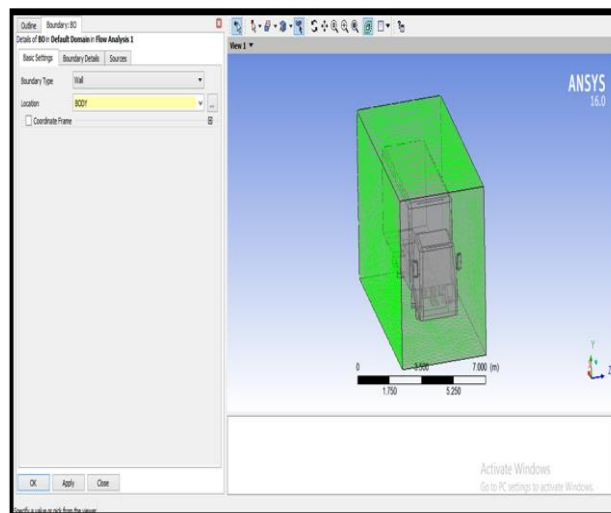 Outline Boundary: BO
Details of BO in Default Domain in Flow Analysis 1
Basic Settings Boundary Details Sources
Boundary Type Wall
Location BODY ...
Coordinate Frame
View 1
ANSYS
16.0
0 3.500 7.000 (m)
1.750 5.250
Y
Z
Activate Windows
Go to PC settings to activate Windows.
OK Apply Close
Specify a value or pick from the viewer